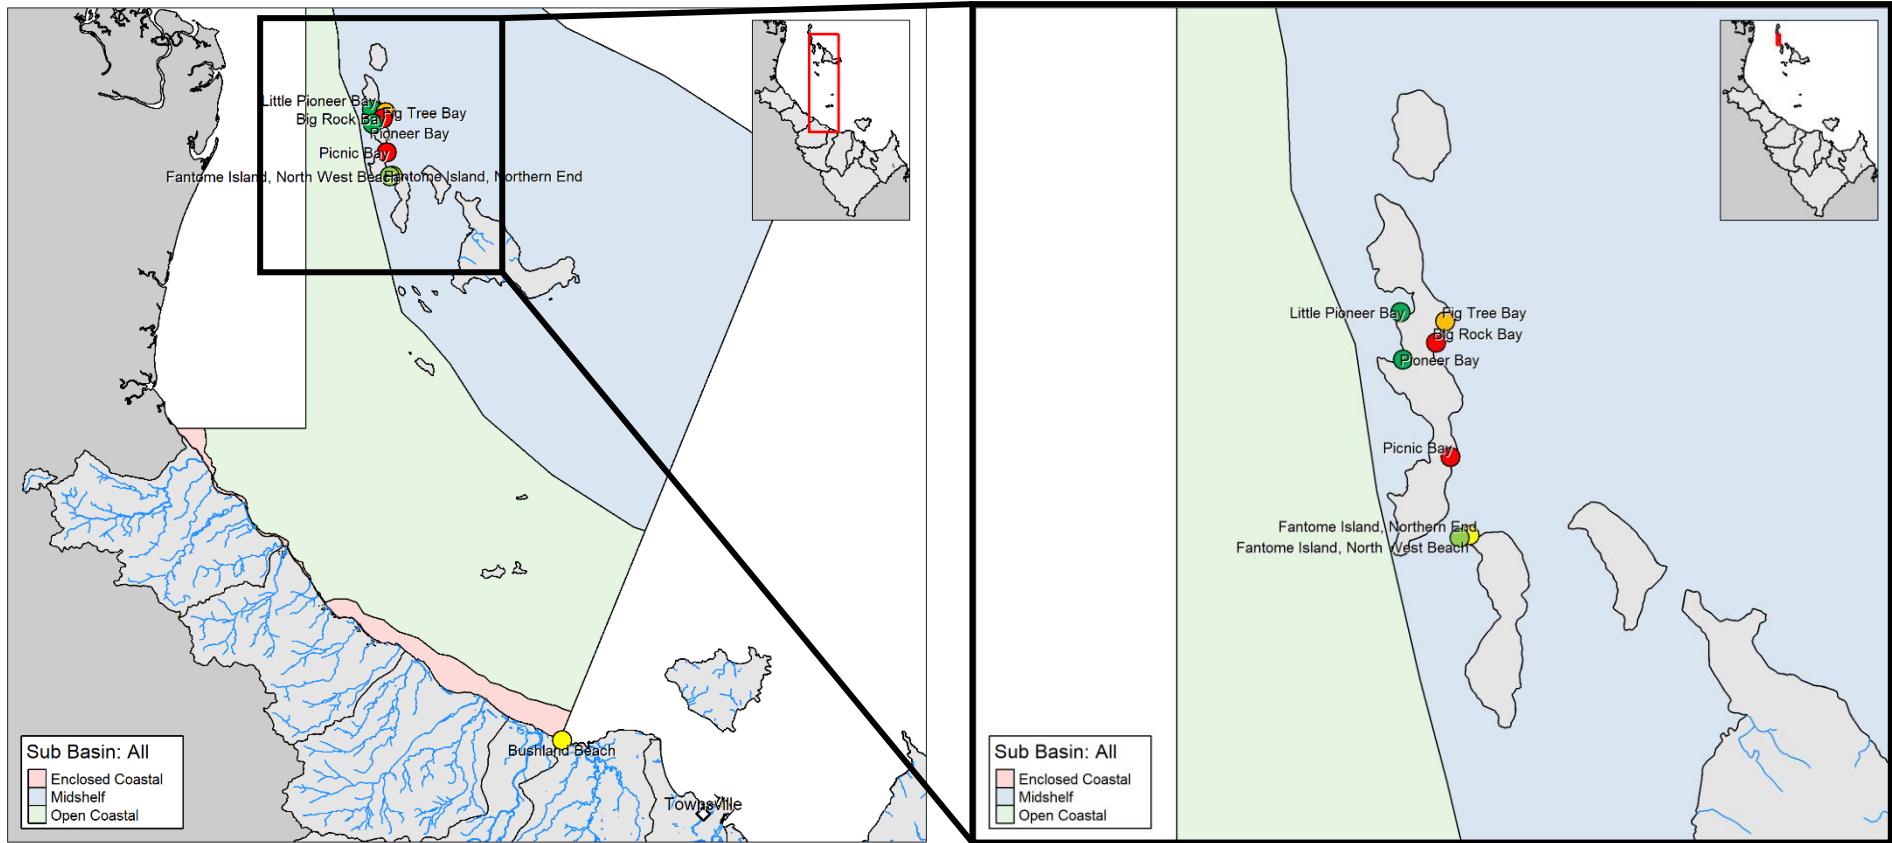 Little Pioneer Bay
Fig Tree Bay
Big Rock Bay
Pioneer Bay
Picnic Bay
Fantome Island, North West Beach
Fantome Island, Northern End
Bushland Beach
Townsville
Sub Basin: All
Enclosed Coastal
Midshelf
Open Coastal
Little Pioneer Bay
Fig Tree Bay
Big Rock Bay
Pioneer Bay
Picnic Bay
Fantome Island, Northern End
Fantome Island, North West Beach
Sub Basin: All
Enclosed Coastal
Midshelf
Open Coastal